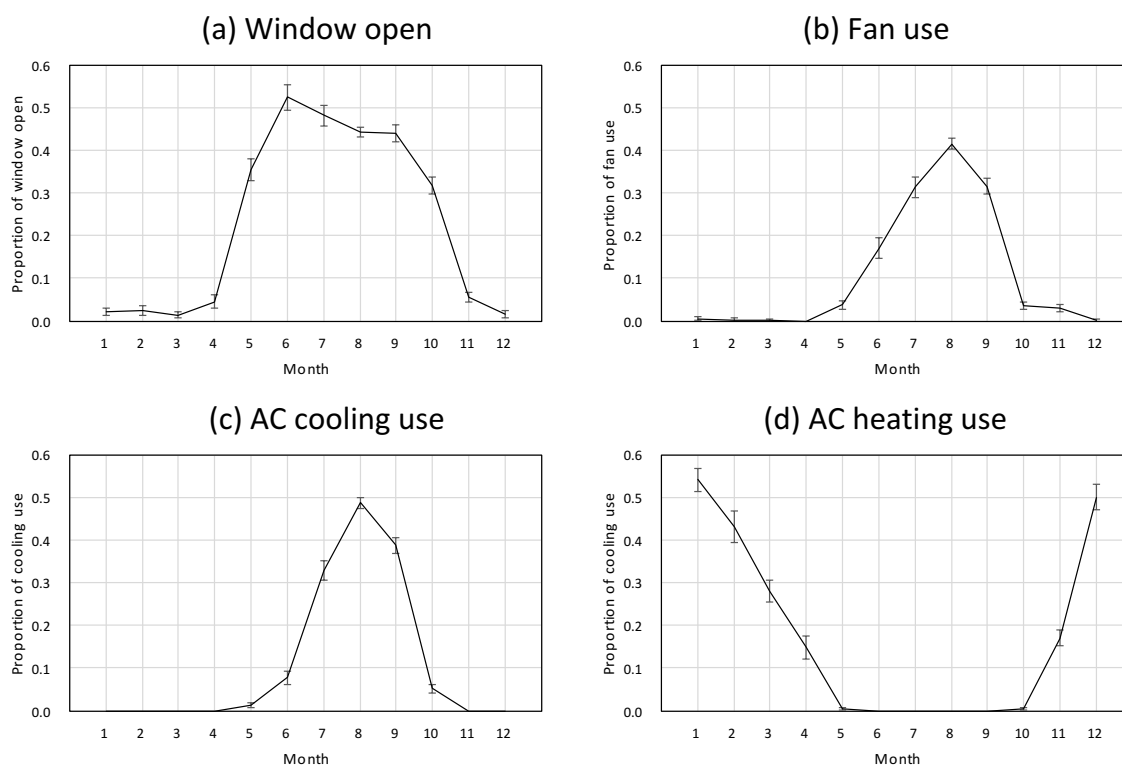 (a) Window open
0.6
0.5
0.4
0.3
0.2
0.1
0.0
Proportion of window open
1 2 3 4 5 6 7 8 9 10 11 12
Month
(b) Fan use
0.6
0.5
0.4
0.3
0.2
0.1
0.0
Proportion of fan use
1 2 3 4 5 6 7 8 9 10 11 12
Month
(c) AC cooling use
0.6
0.5
0.4
0.3
0.2
0.1
0.0
Proportion of cooling use
1 2 3 4 5 6 7 8 9 10 11 12
Month
(d) AC heating use
0.6
0.5
0.4
0.3
0.2
0.1
0.0
Proportion of cooling use
1 2 3 4 5 6 7 8 9 10 11 12
Month